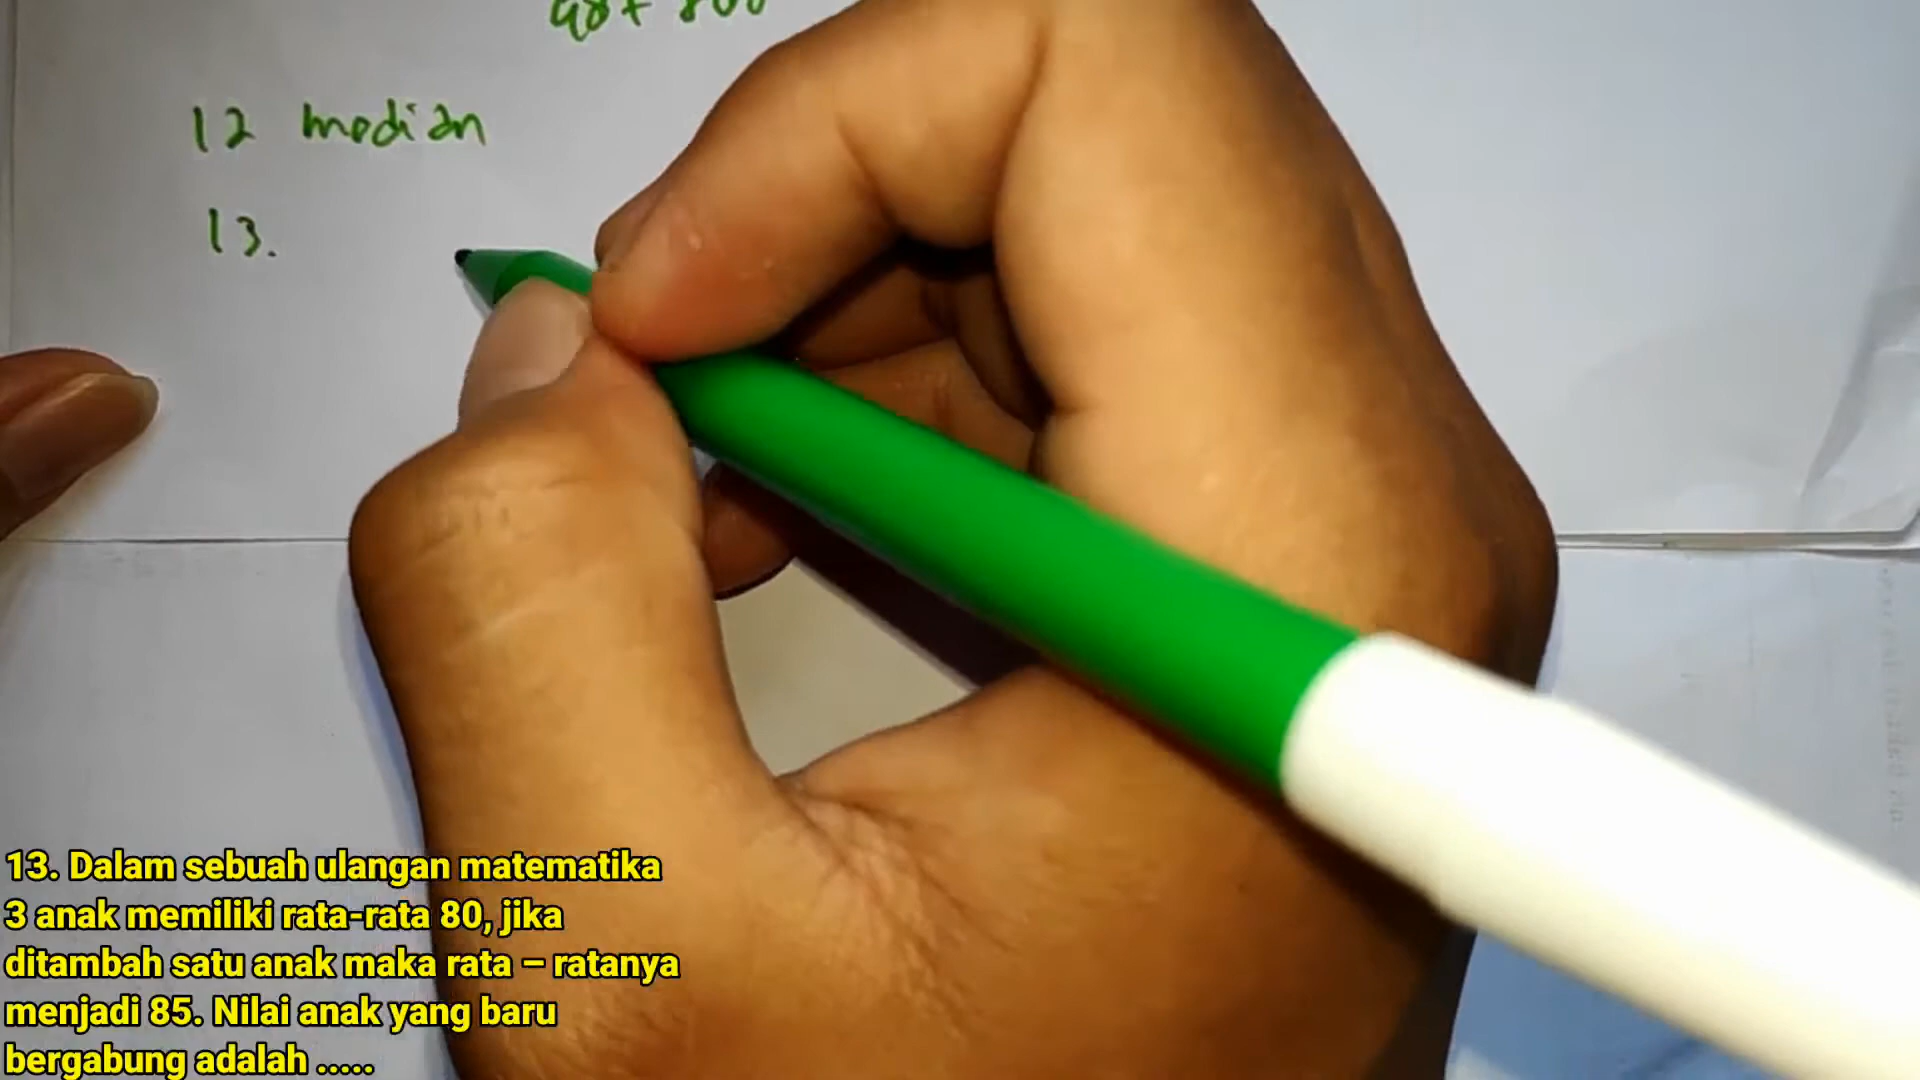 12 median
13.
13. Dalam sebuah ulangan matematika
3 anak memiliki rata-rata 80, jika
ditambah satu anak maka rata – ratanya
menjadi 85. Nilai anak yang baru
bergabung adalah .....